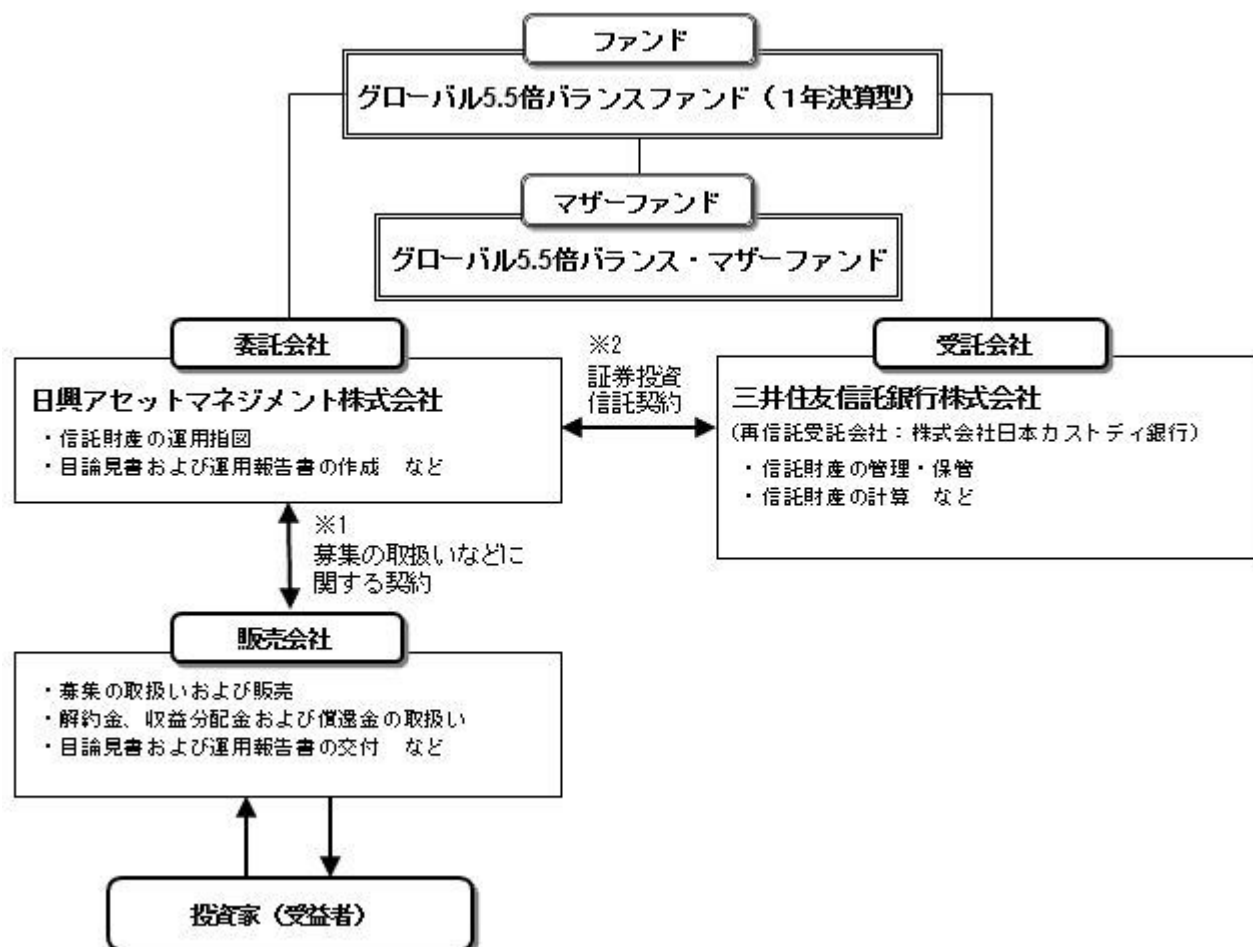 ファンド
グローバル5.5倍バランスファンド（１年決算型）
マザーファンド
グローバル5.5倍バランス・マザーファンド
委託会社
日興アセットマネジメント株式会社
・信託財産の運用指図
・目論見書および運用報告書の作成　など
※2
証券投資
信託契約
受託会社
三井住友信託銀行株式会社
(再信託受託会社：株式会社日本カストディ銀行)
・信託財産の管理・保管
・信託財産の計算　など
※1
募集の取扱いなどに
関する契約
販売会社
・募集の取扱いおよび販売
・解約金、収益分配金および償還金の取扱い
・目論見書および運用報告書の交付　など
投資家（受益者）